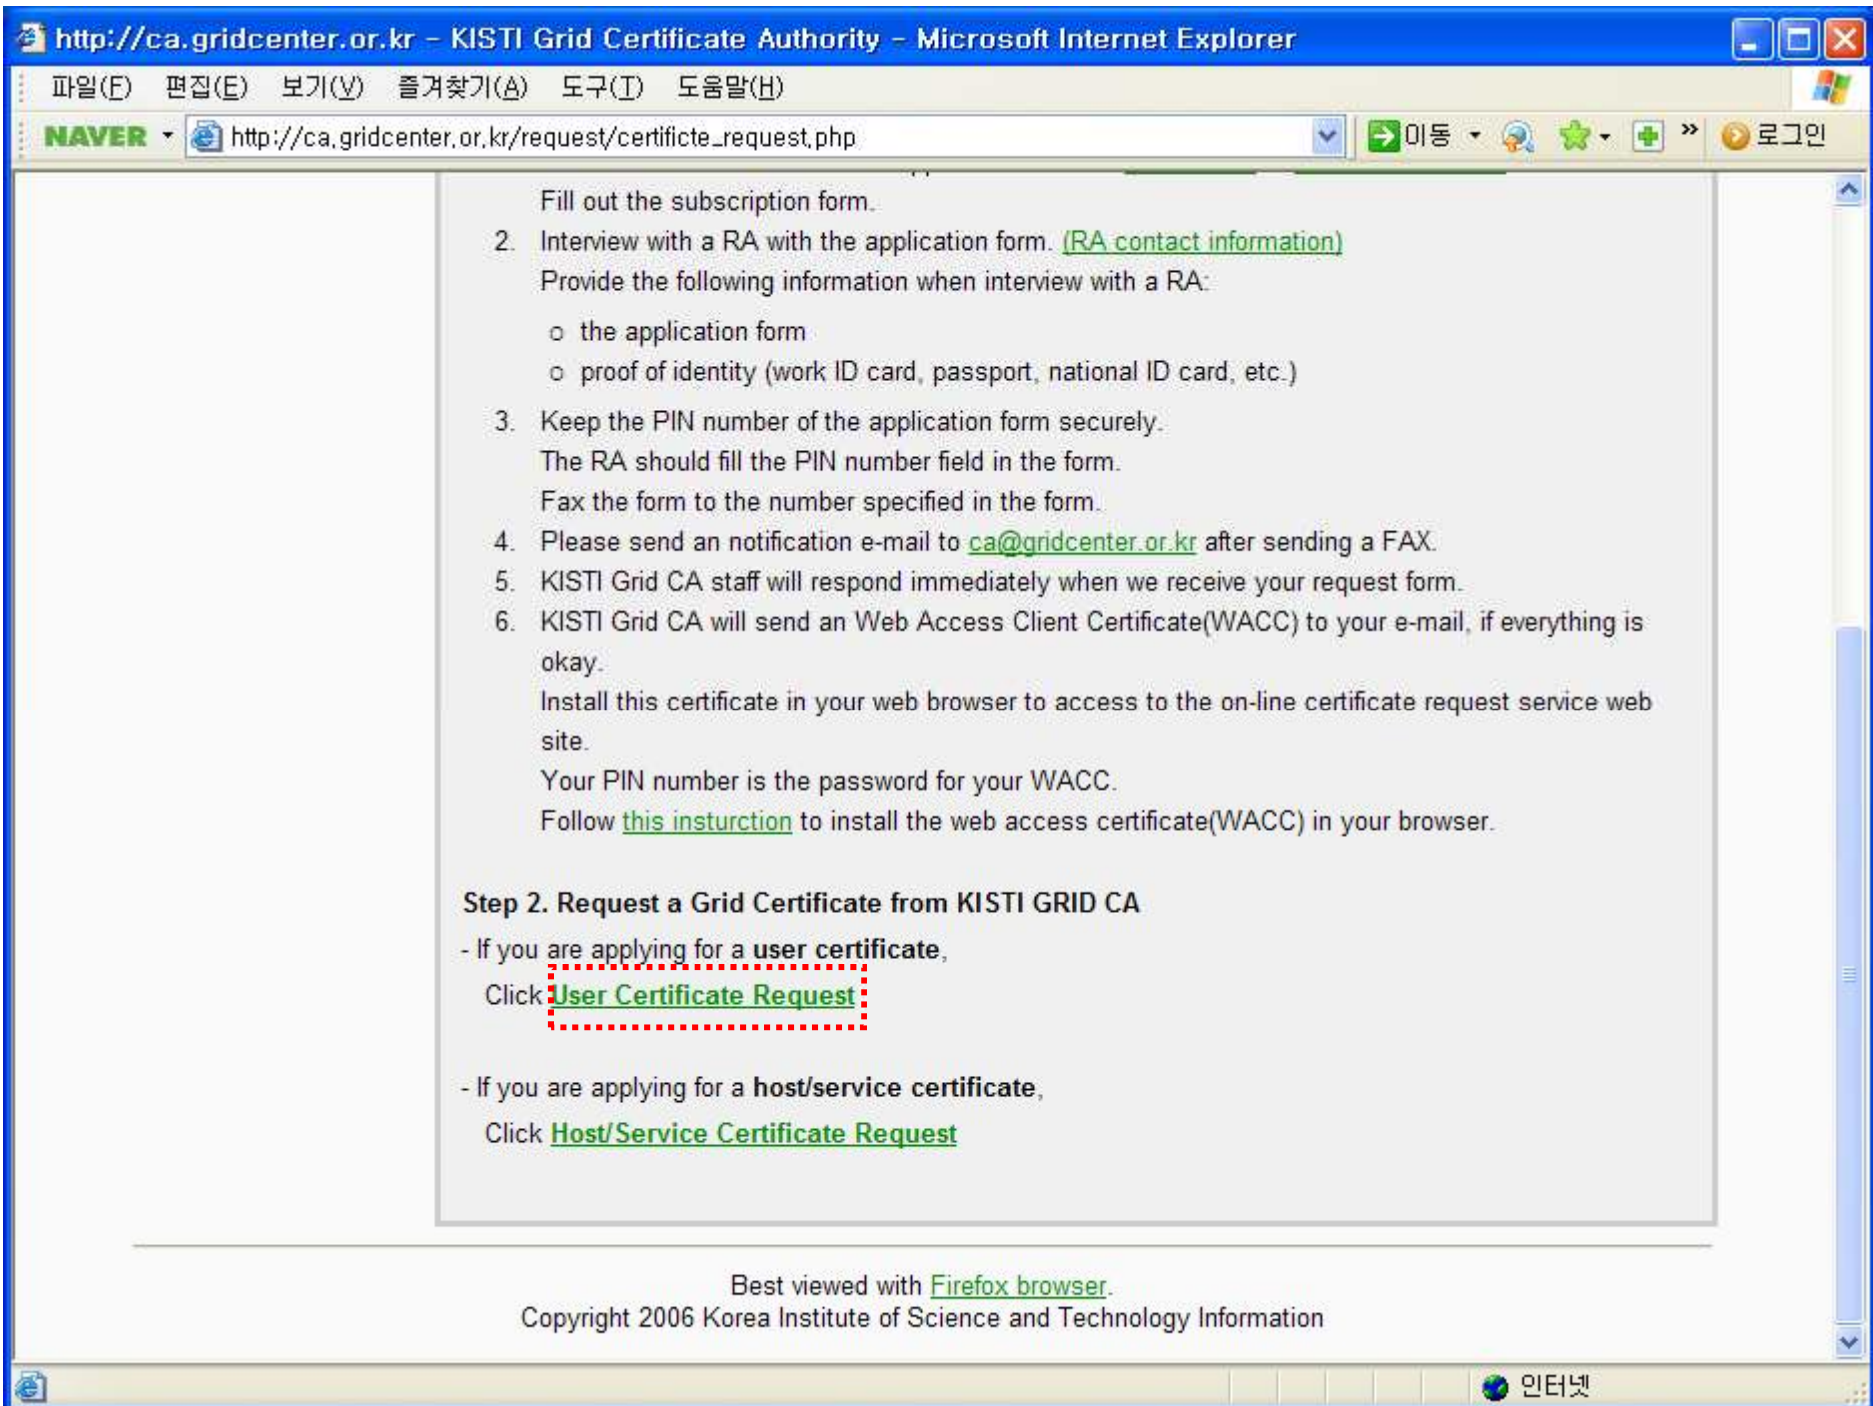 http://ca.gridcenter.or.kr - KISTI Grid Certificate Authority - Microsoft Internet Explorer
파일(F) 편집(E) 보기(V) 즐겨찾기(A) 도구(T) 도움말(H)
NAVER http://ca.gridcenter.or.kr/request/certificte_request.php 이동 » 로그인
Fill out the subscription form.
2. Interview with a RA with the application form. (RA contact information)
Provide the following information when interview with a RA:
o the application form
o proof of identity (work ID card, passport, national ID card, etc.)
3. Keep the PIN number of the application form securely.
The RA should fill the PIN number field in the form.
Fax the form to the number specified in the form.
4. Please send an notification e-mail to ca@gridcenter.or.kr after sending a FAX.
5. KISTI Grid CA staff will respond immediately when we receive your request form.
6. KISTI Grid CA will send an Web Access Client Certificate(WACC) to your e-mail, if everything is
okay.
Install this certificate in your web browser to access to the on-line certificate request service web
site.
Your PIN number is the password for your WACC.
Follow this insturction to install the web access certificate(WACC) in your browser.
Step 2. Request a Grid Certificate from KISTI GRID CA
- If you are applying for a user certificate,
Click User Certificate Request
- If you are applying for a host/service certificate,
Click Host/Service Certificate Request
Best viewed with Firefox browser.
Copyright 2006 Korea Institute of Science and Technology Information
인터넷